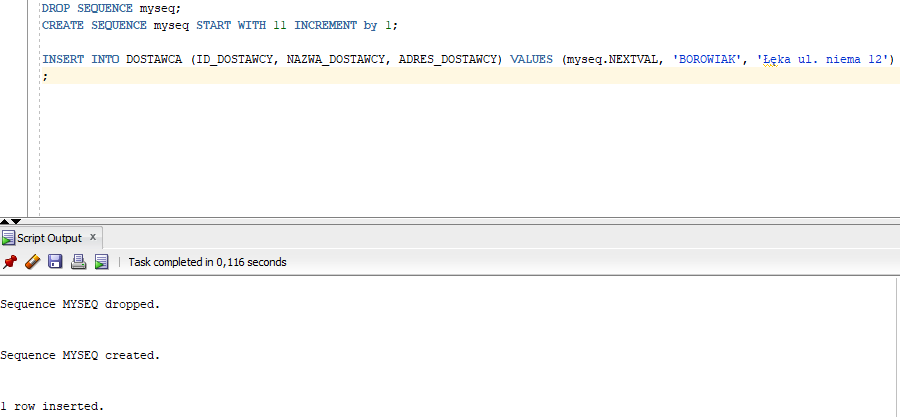 DROP SEQUENCE myseq;
CREATE SEQUENCE myseq START WITH 11 INCREMENT by 1;
INSERT INTO DOSTAWCA (ID_DOSTAWCY, NAZWA_DOSTAWCY, ADRES_DOSTAWCY) VALUES (myseq.NEXTVAL, 'BOROWIAK', 'Łęka ul. niema 12')
;
Script Output x
Task completed in 0,116 seconds
Sequence MYSEQ dropped.
Sequence MYSEQ created.
1 row inserted.